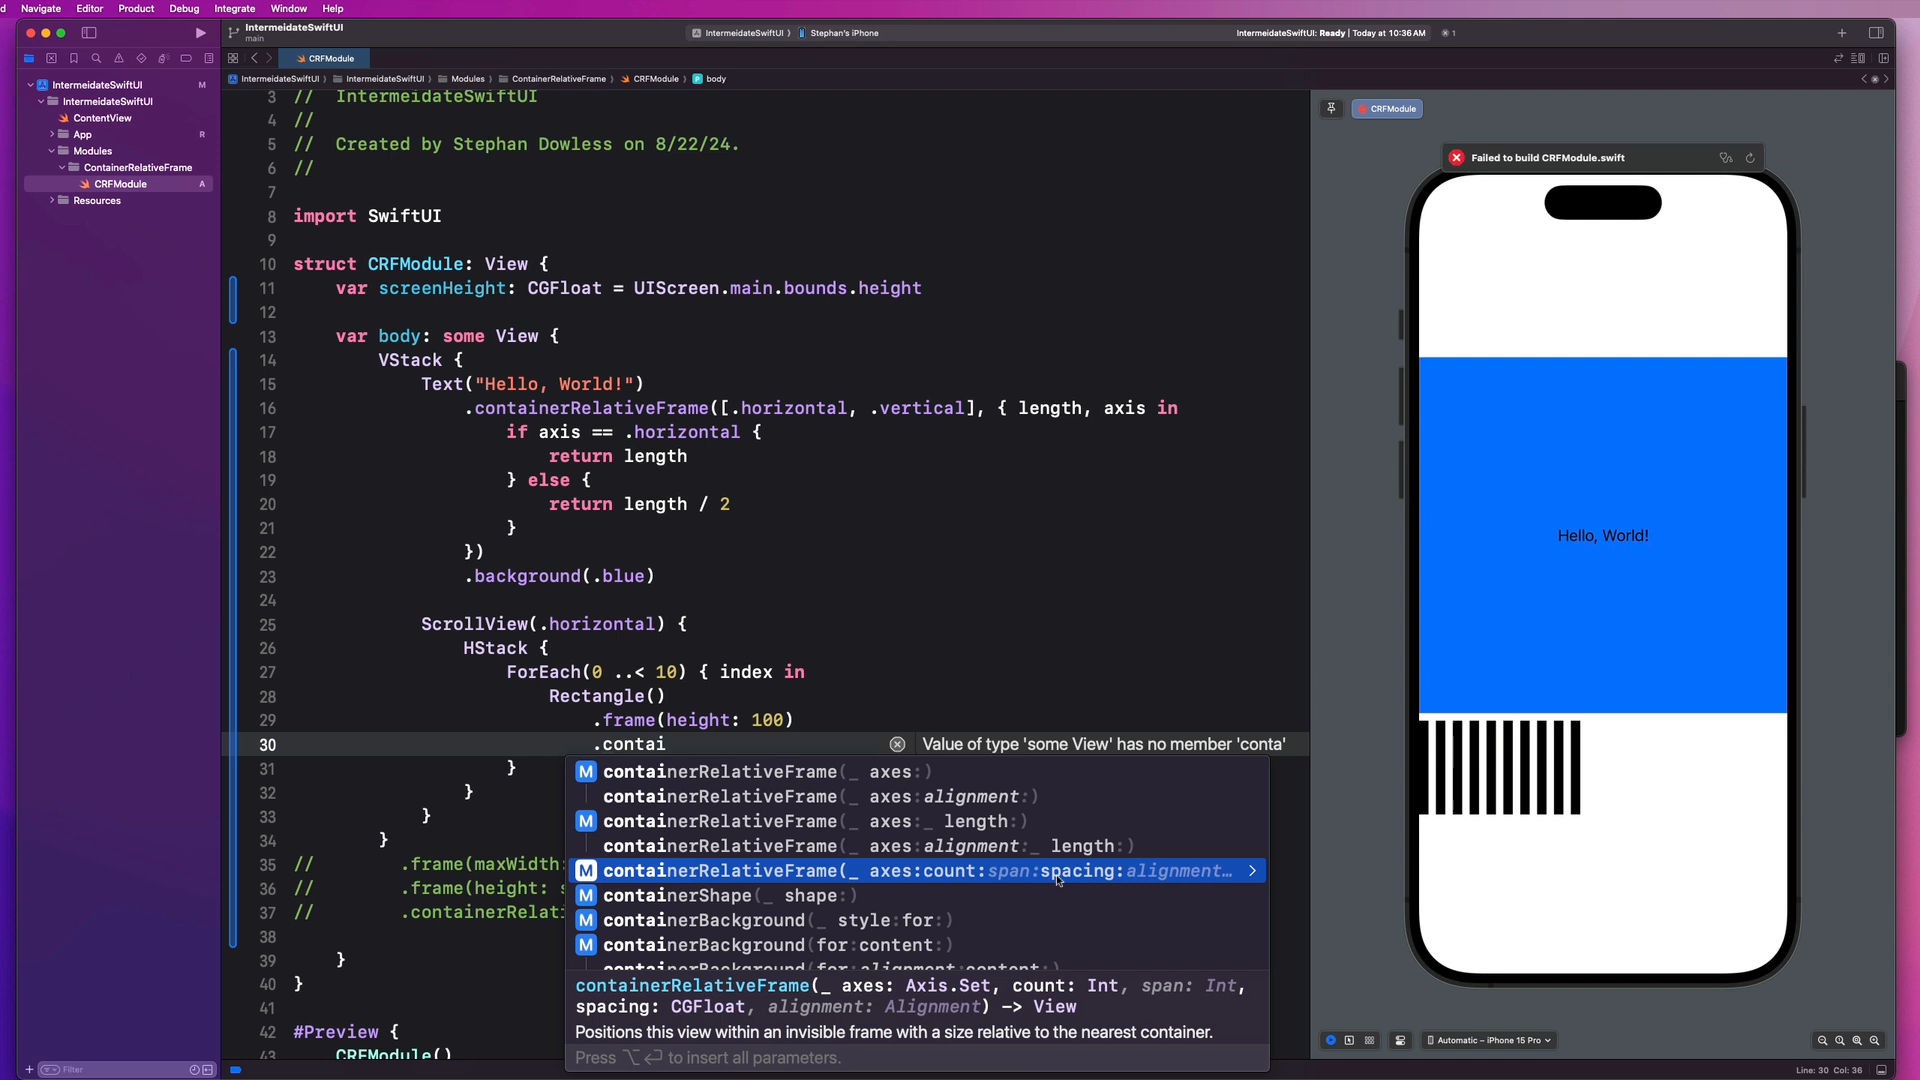 d Navigate Editor Product Debug Integrate Window Help
IntermeidateSwiftUI
main
IntermeidateSwiftUI ⟩ Stephan's iPhone
IntermeidateSwiftUI: Ready | Today at 10:36 AM
1
CRFModule
IntermeidateSwiftUI ⟩ IntermeidateSwiftUI ⟩ Modules ⟩ ContainerRelativeFrame ⟩ CRFModule ⟩ body
IntermeidateSwiftUI M
IntermeidateSwiftUI
ContentView
App R
Modules
ContainerRelativeFrame
CRFModule A
Resources
Filter
3 // IntermeidateSwiftUI
4 //
5 // Created by Stephan Dowless on 8/22/24.
6 //
7
8 import SwiftUI
9
10 struct CRFModule: View {
11 var screenHeight: CGFloat = UIScreen.main.bounds.height
12
13 var body: some View {
14 VStack {
15 Text("Hello, World!")
16 .containerRelativeFrame([.horizontal, .vertical], { length, axis in
17 if axis == .horizontal {
18 return length
19 } else {
20 return length / 2
21 }
22 })
23 .background(.blue)
24
25 ScrollView(.horizontal) {
26 HStack {
27 ForEach(0 ..< 10) { index in
28 Rectangle()
29 .frame(height: 100)
30 .contai Value of type 'some View' has no member 'conta'
31 }
32 }
33 }
34 }
35 // .frame(maxWidth:
36 // .frame(height: s
37 // .containerRelati
38
39 }
40 }
41
42 #Preview {
43 CRFModule()
M containerRelativeFrame(_ axes:)
containerRelativeFrame(_ axes:alignment:)
M containerRelativeFrame(_ axes:_ length:)
containerRelativeFrame(_ axes:alignment:_ length:)
M containerRelativeFrame(_ axes:count:span:spacing:alignment…
M containerShape(_ shape:)
M containerBackground(_ style:for:)
M containerBackground(for:content:)
containerBackground(for:alignment:content:)
containerRelativeFrame(_ axes: Axis.Set, count: Int, span: Int,
spacing: CGFloat, alignment: Alignment) -> View
Positions this view within an invisible frame with a size relative to the nearest container.
Press ⌥⏎ to insert all parameters.
CRFModule
Failed to build CRFModule.swift
Hello, World!
Automatic – iPhone 15 Pro
Line: 30 Col: 36